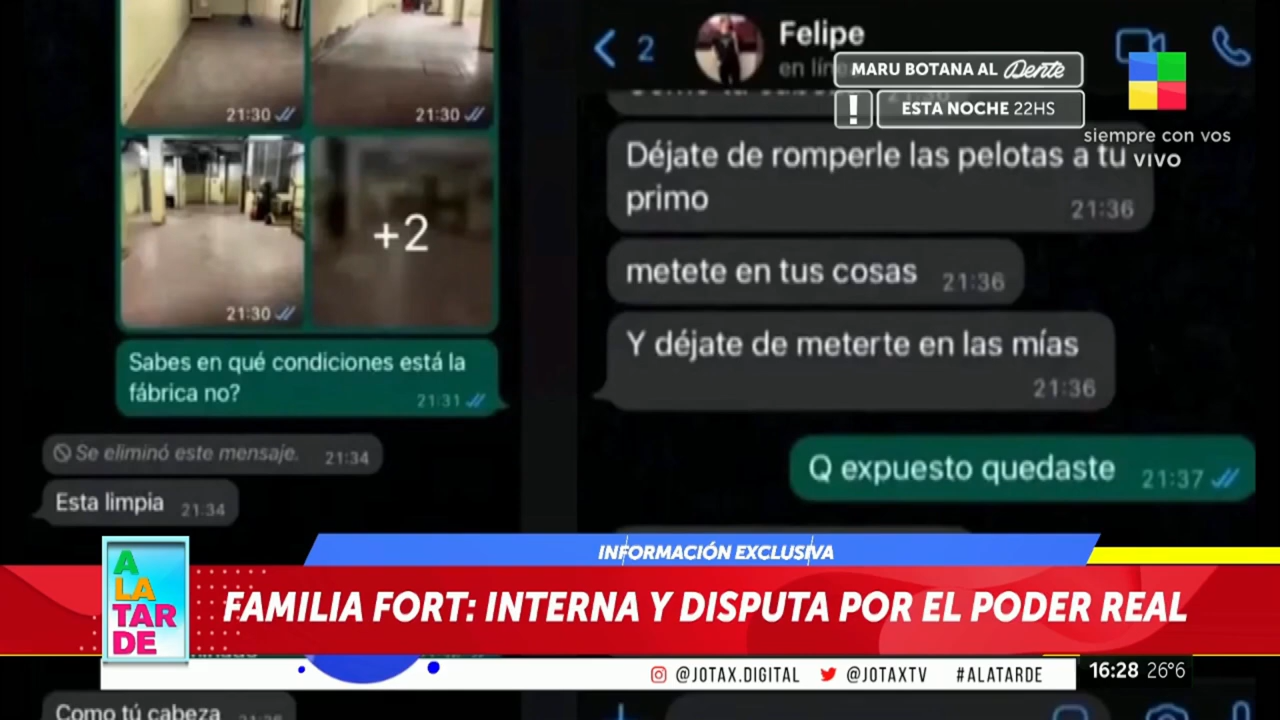 21:30
21:30
21:30
+2
Sabes en qué condiciones está la
fábrica no?
21:31
Se eliminó este mensaje.
21:34
Esta limpia
21:34
Como tú cabeza
2
Felipe
en lín
Déjate de romperle las pelotas a tu
primo
21:36
metete en tus cosas
21:36
Y déjate de meterte en las mías
21:36
Q expuesto quedaste
21:37
MARU BOTANA AL Dente
! ESTA NOCHE 22HS
siempre con vos
VIVO
INFORMACIÓN EXCLUSIVA
A
LA
TAR
DE
FAMILIA FORT: INTERNA Y DISPUTA POR EL PODER REAL
@JOTAX.DIGITAL @JOTAXTV #ALATARDE
16:28 26°6